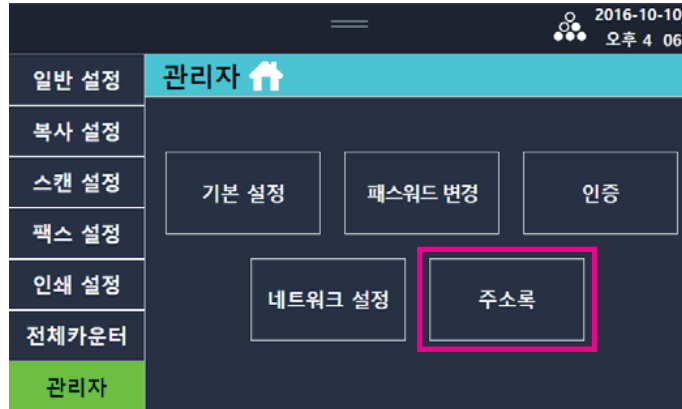 2016-10-10
오후 4 06
일반 설정
복사 설정
스캔 설정
팩스 설정
인쇄 설정
전체카운터
관리자
관리자
기본 설정
패스워드 변경
인증
네트워크 설정
주소록